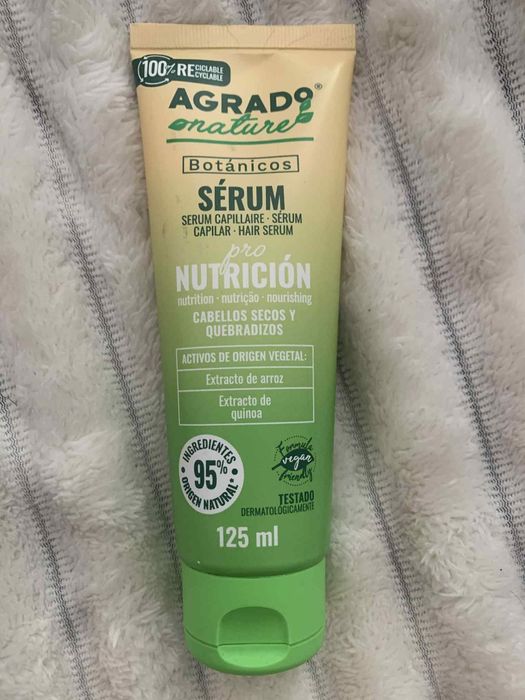 100% RECICLABLE
CYCLABLE
AGRADO®
nature
Botánicos
SÉRUM
SERUM CAPILLAIRE · SÉRUM
CAPILAR · HAIR SERUM
pro
NUTRICIÓN
nutrition · nutrição · nourishing
CABELLOS SECOS Y
QUEBRADIZOS
ACTIVOS DE ORIGEN VEGETAL:
Extracto de arroz
Extracto de
quinoa
INGREDIENTES
95%
ORIGEN NATURAL
Formula
vegan
friendly
TESTADO
DERMATOLÓGICAMENTE
125 ml